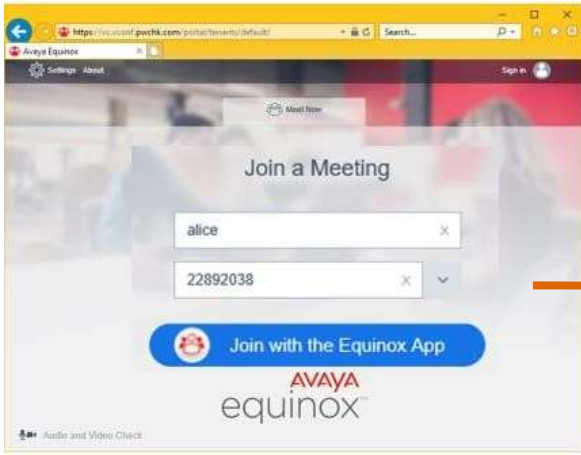 https://vc.vconf.pwchk.com/portal/tenants/default/
Search...
Avaya Equinox
Settings About
Sign in
Meet Now
Join a Meeting
alice
22892038
Join with the Equinox App
AVAYA
equinox™
Audio and Video Check